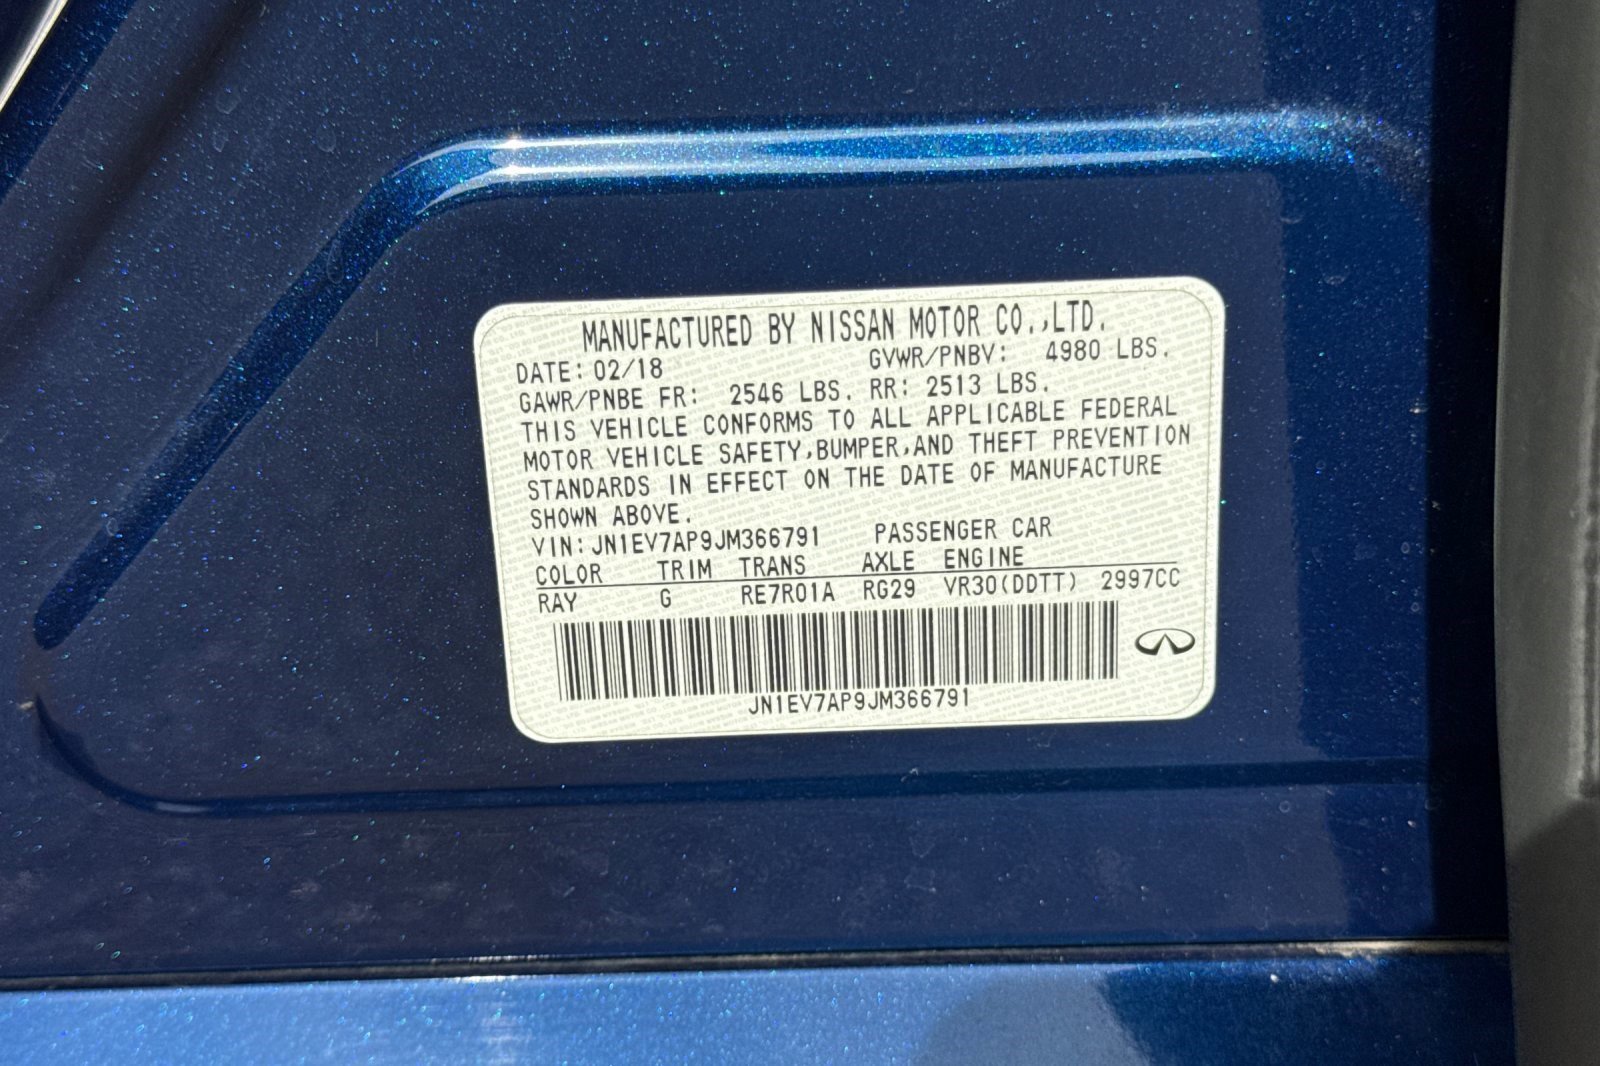 MANUFACTURED BY NISSAN MOTOR CO.,LTD.
DATE: 02/18 GVWR/PNBV: 4980 LBS.
GAWR/PNBE FR: 2546 LBS. RR: 2513 LBS.
THIS VEHICLE CONFORMS TO ALL APPLICABLE FEDERAL
MOTOR VEHICLE SAFETY,BUMPER,AND THEFT PREVENTION
STANDARDS IN EFFECT ON THE DATE OF MANUFACTURE
SHOWN ABOVE.
VIN:JN1EV7AP9JM366791 PASSENGER CAR
COLOR TRIM TRANS AXLE ENGINE
RAY G RE7R01A RG29 VR30(DDTT) 2997CC
JN1EV7AP9JM366791